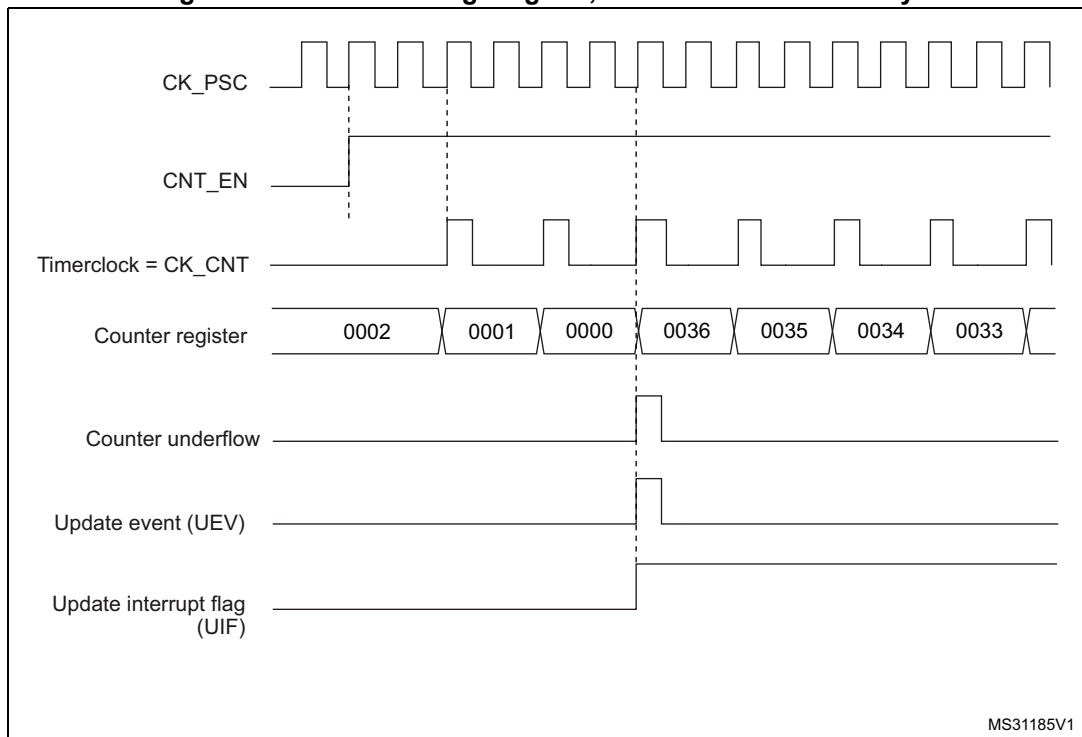 CK_PSC
CNT_EN
Timerclock = CK_CNT
Counter register
0002 0001 0000 0036 0035 0034 0033
Counter underflow
Update event (UEV)
Update interrupt flag
(UIF)
MS31185V1